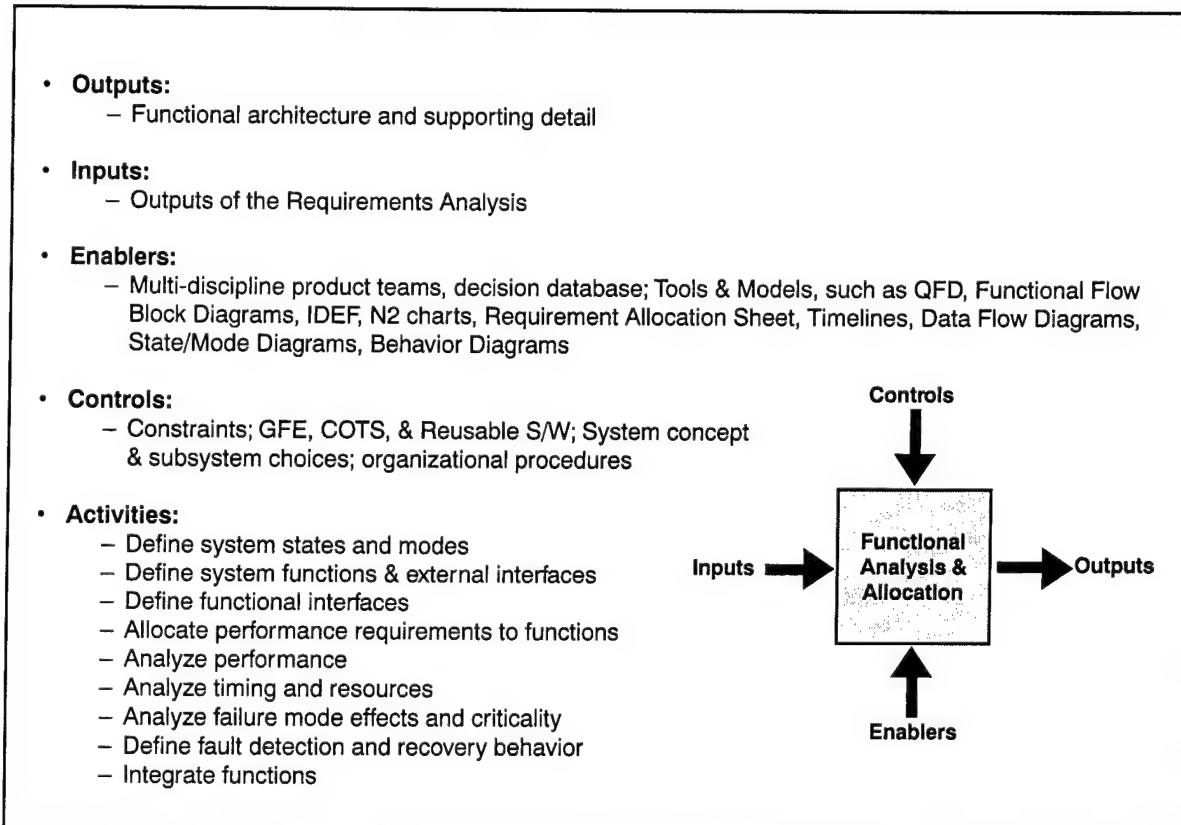 • Outputs:
– Functional architecture and supporting detail
• Inputs:
– Outputs of the Requirements Analysis
• Enablers:
– Multi-discipline product teams, decision database; Tools & Models, such as QFD, Functional Flow
Block Diagrams, IDEF, N2 charts, Requirement Allocation Sheet, Timelines, Data Flow Diagrams,
State/Mode Diagrams, Behavior Diagrams
• Controls:
– Constraints; GFE, COTS, & Reusable S/W; System concept
& subsystem choices; organizational procedures
• Activities:
– Define system states and modes
– Define system functions & external interfaces
– Define functional interfaces
– Allocate performance requirements to functions
– Analyze performance
– Analyze timing and resources
– Analyze failure mode effects and criticality
– Define fault detection and recovery behavior
– Integrate functions
Controls
Inputs
Functional
Analysis &
Allocation
Outputs
Enablers